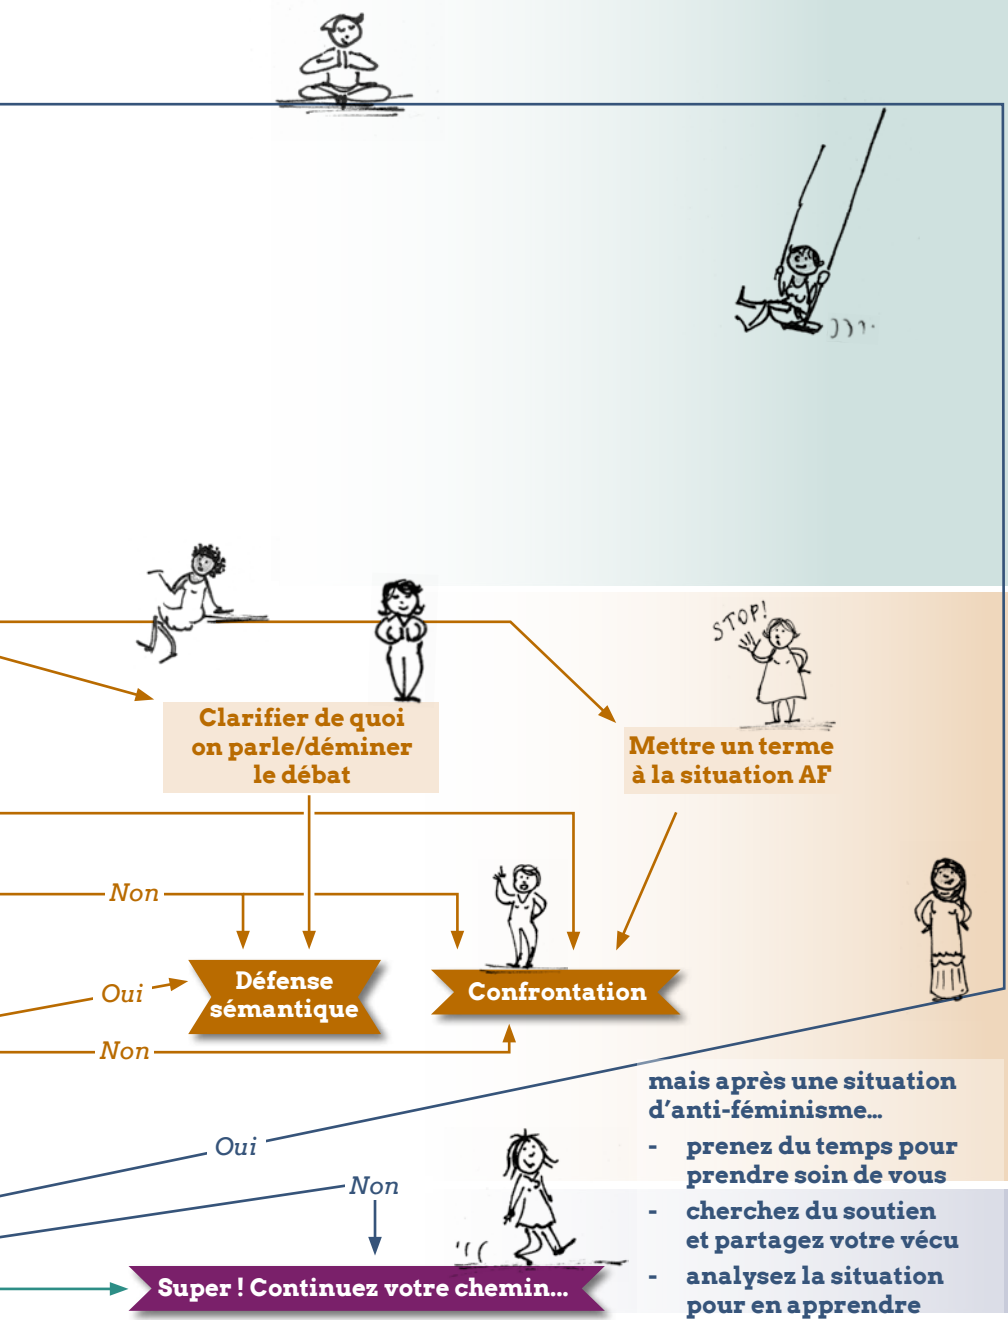 STOP!
Clarifier de quoi
on parle/déminer
le débat
Mettre un terme
à la situation AF
Non
Oui
Défense
sémantique
Confrontation
Non
Oui
Non
mais après une situation
d'anti-féminisme...
- prenez du temps pour
prendre soin de vous
- cherchez du soutien
et partagez votre vécu
- analysez la situation
pour en apprendre
Super ! Continuez votre chemin...